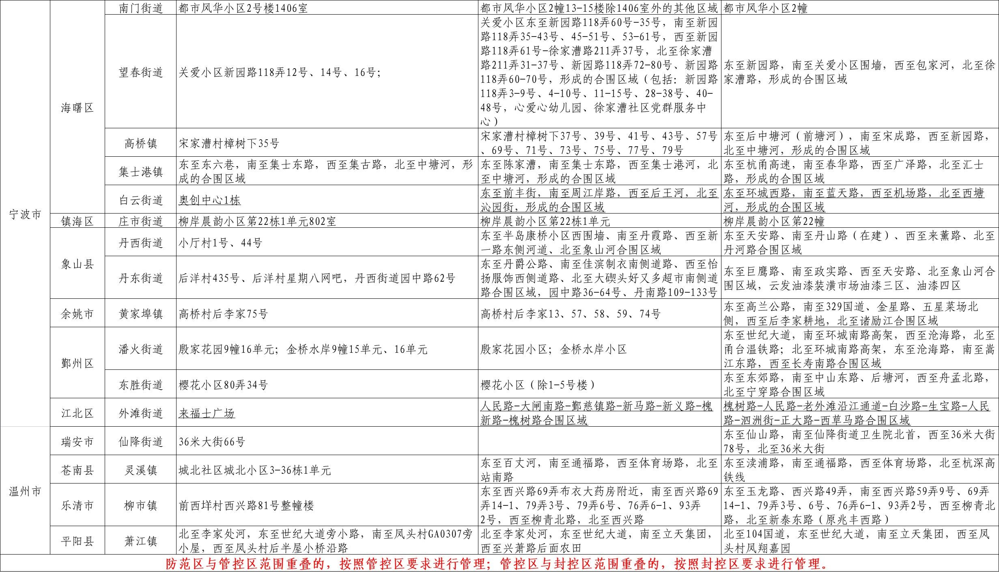 南门街道
都市风华小区2号楼1406室
都市风华小区2幢13-15楼除1406室外的其他区域
都市风华小区2幢
宁波市
海曙区
望春街道
关爱小区新园路118弄12号、14号、16号;
关爱小区东至新园路118弄60号-35号，南至新园
路118弄35-43号、45-51号、53-61号，西至新园
路118弄61号-徐家漕路211弄37号，北至徐家漕
路211弄31-37号、新园路118弄72-80号、新园路
118弄60-70号，形成的合围区域（包括：新园路
118弄3-9号、4-10号、11-15号、28-38号、40-
48号，心爱心幼儿园、徐家漕社区党群服务中
心）
东至新园路，南至关爱小区围墙，西至包家河，北至徐
家漕路，形成的合围区域
高桥镇
宋家漕村樟树下35号
宋家漕村樟树下37号、39号、41号、43号、57号
、69号、71号、73号、75号、77号、79号
东至后中塘河（前塘河），南至宋成路，西至新园路，
北至中塘河，形成的合围区域
集士港镇
东至东六巷，南至集士东路，西至集古路，北至中塘河，形
成的合围区域
东至陈家漕，南至集士东路，西至集士港河，北
至中塘河，形成的合围区域
东至杭甬高速，南至春华路，西至广泽路，北至汇士
路，形成的合围区域
白云街道
奥创中心1栋
东至前丰街，南至周江岸路，西至后王河，北至
沁园街，形成的合围区域
东至环城西路，南至蓝天路，西至机场路，北至西塘
河，形成的合围区域
镇海区
庄市街道
柳岸晨韵小区第22栋1单元802室
柳岸晨韵小区第22栋1单元
柳岸晨韵小区第22幢
象山县
丹西街道
小厅村1号、44号
东至半岛康桥小区西围墙、南至丹霞路、西至新
一路东侧河道、北至象山河合围区域
东至天安路、南至丹山路（在建）、西至来薰路、北至
丹河路合围区域
丹东街道
后洋村435号、后洋村星期八网吧，丹西街道园中路62号
东至丹爵公路、南至佳滨制衣南侧道路、西至怡
扬服饰西侧道路、北至大碶头好又多超市南侧道
路合围区域，园中路36-64号、丹南路109-133号
东至巨鹰路、南至政实路、西至天安路、北至象山河合
围区域，云发油漆装潢市场油漆三区、油漆四区
余姚市
黄家埠镇
高桥村后李家75号
高桥村后李家13、57、58、59、74号
东至高兰公路，南至329国道、金星路、五星菜场北
侧，西至后李家耕地，北至诸励江合围区域
鄞州区
潘火街道
殷家花园9幢16单元；金桥水岸9幢15单元、16单元
殷家花园小区；金桥水岸小区
东至世纪大道，南至环城南路高架，西至沧海路，北至
甬台温铁路；北至环城南路高架，东至沧海路，南至嵩
江东路，西至长寿南路合围区域
东胜街道
樱花小区80弄34号
樱花小区（除1-5号楼）
东至东郊路，南至中山东路、后塘河，西至舟孟北路，
北至宁穿路合围区域
江北区
外滩街道
来福士广场
人民路-大闸南路-鄞慈镇路-新马路-新义路-槐
新路-槐树路合围区域
槐树路-人民路-老外滩沿江通道-白沙路-生宝路-人民
路-泗洲街-正大路-西草马路合围区域
温州市
瑞安市
仙降街道
36米大街66号
东至仙山路，南至仙降街道卫生院北首，西至36米大街
78号，北至36米大街
苍南县
灵溪镇
城北社区城北小区3-36栋1单元
东至百丈河，南至通福路，西至体育场路，北至
站南路
东至渎浦路，南至通福路，西至体育场路，北至杭深高
铁线
乐清市
柳市镇
前西垟村西兴路81号整幢楼
东至西兴路69弄布衣大药房附近，南至西兴路69
弄14-1、79弄3号、79弄6号、76弄6-1、93弄
2号，西至柳青北路，北至西兴路
东至玉龙路、西兴路49弄，南至西兴路59弄9号、69弄
14-1、79弄3号、6号、76弄6-1、93弄2号，西至柳青北
路，北至新泰东路（原兆丰西路）
平阳县
萧江镇
北至李家处河，东至世纪大道旁小路，南至凤头村GA0307旁
小屋，西至凤头村后半屋小桥沿路
北至李家处河，东至世纪大道，南至立天集团，
西至兴萧路后面农田
北至104国道，东至世纪大道，南至立天集团，西至凤
头村凤翔嘉园
防范区与管控区范围重叠的，按照管控区要求进行管理；管控区与封控区范围重叠的，按照封控区要求进行管理。